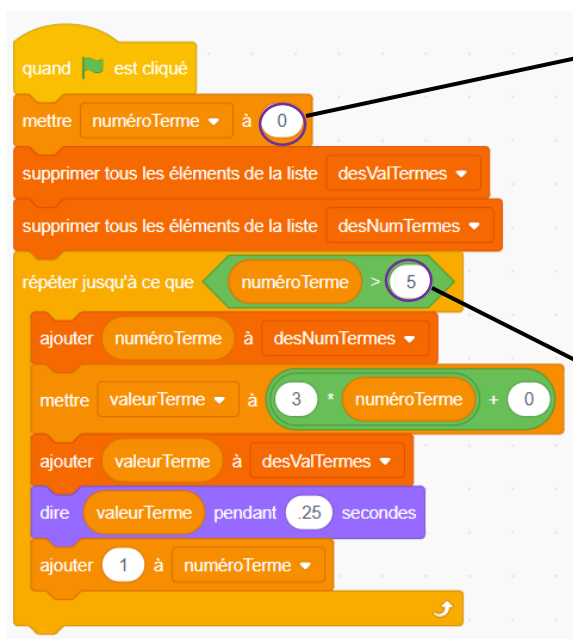 quand est cliqué
mettre numéroTerme à 0
supprimer tous les éléments de la liste desValTermes
supprimer tous les éléments de la liste desNumTermes
répéter jusqu'à ce que numéroTerme > 5
ajouter numéroTerme à desNumTermes
mettre valeurTerme à 3 * numéroTerme + 0
ajouter valeurTerme à desValTermes
dire valeurTerme pendant .25 secondes
ajouter 1 à numéroTerme